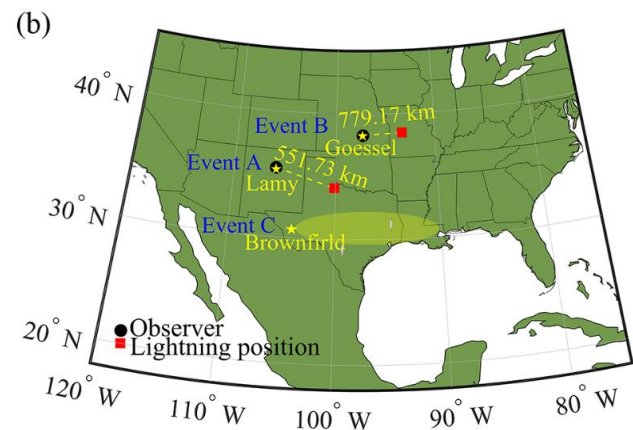 (b)
40° N
30° N
20° N
120° W
110° W
100° W
90° W
80° W
Event B
779.17 km
Goessel
Event A
551.73 km
Lamy
Event C
Brownfirld
Observer
Lightning position